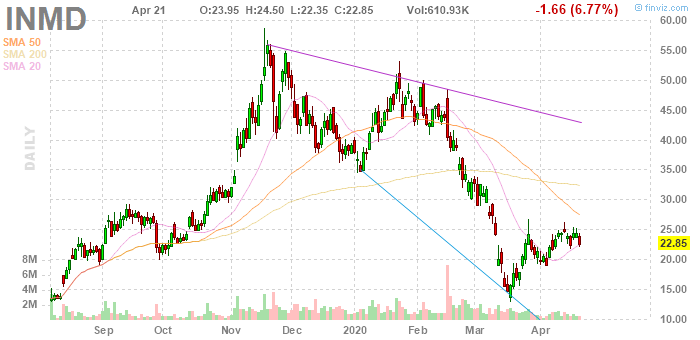 INMD Apr 21 O:23.95 H:24.50 L:22.35 C:22.85 Vol:610.93K -1.66 (6.77%)
© finviz.com
SMA 50
SMA 200
SMA 20
DAILY
60.00
55.00
50.00
45.00
40.00
35.00
30.00
25.00
22.85
20.00
15.00
10.00
8M
6M
4M
2M
Sep Oct Nov Dec 2020 Feb Mar Apr